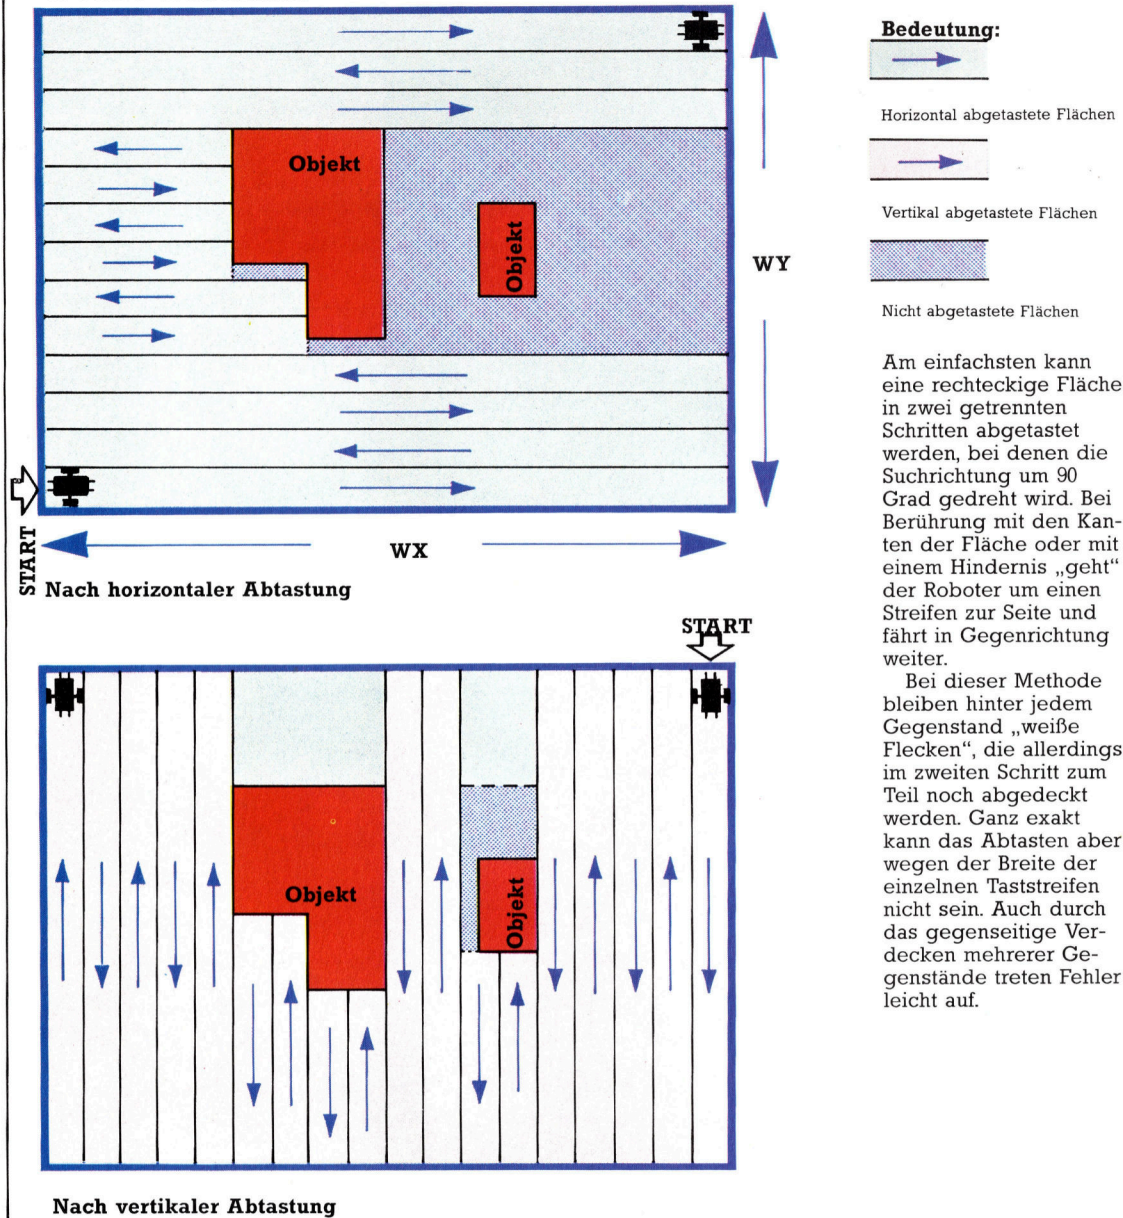 Objekt
Objekt
WY
START
WX
Nach horizontaler Abtastung
START
Objekt
Objekt
Nach vertikaler Abtastung
Bedeutung:
Horizontal abgetastete Flächen
Vertikal abgetastete Flächen
Nicht abgetastete Flächen
Am einfachsten kann
eine rechteckige Fläche
in zwei getrennten
Schritten abgetastet
werden, bei denen die
Suchrichtung um 90
Grad gedreht wird. Bei
Berührung mit den Kan-
ten der Fläche oder mit
einem Hindernis „geht“
der Roboter um einen
Streifen zur Seite und
fährt in Gegenrichtung
weiter.
Bei dieser Methode
bleiben hinter jedem
Gegenstand „weiße
Flecken“, die allerdings
im zweiten Schritt zum
Teil noch abgedeckt
werden. Ganz exakt
kann das Abtasten aber
wegen der Breite der
einzelnen Taststreifen
nicht sein. Auch durch
das gegenseitige Ver-
decken mehrerer Ge-
genstände treten Fehler
leicht auf.